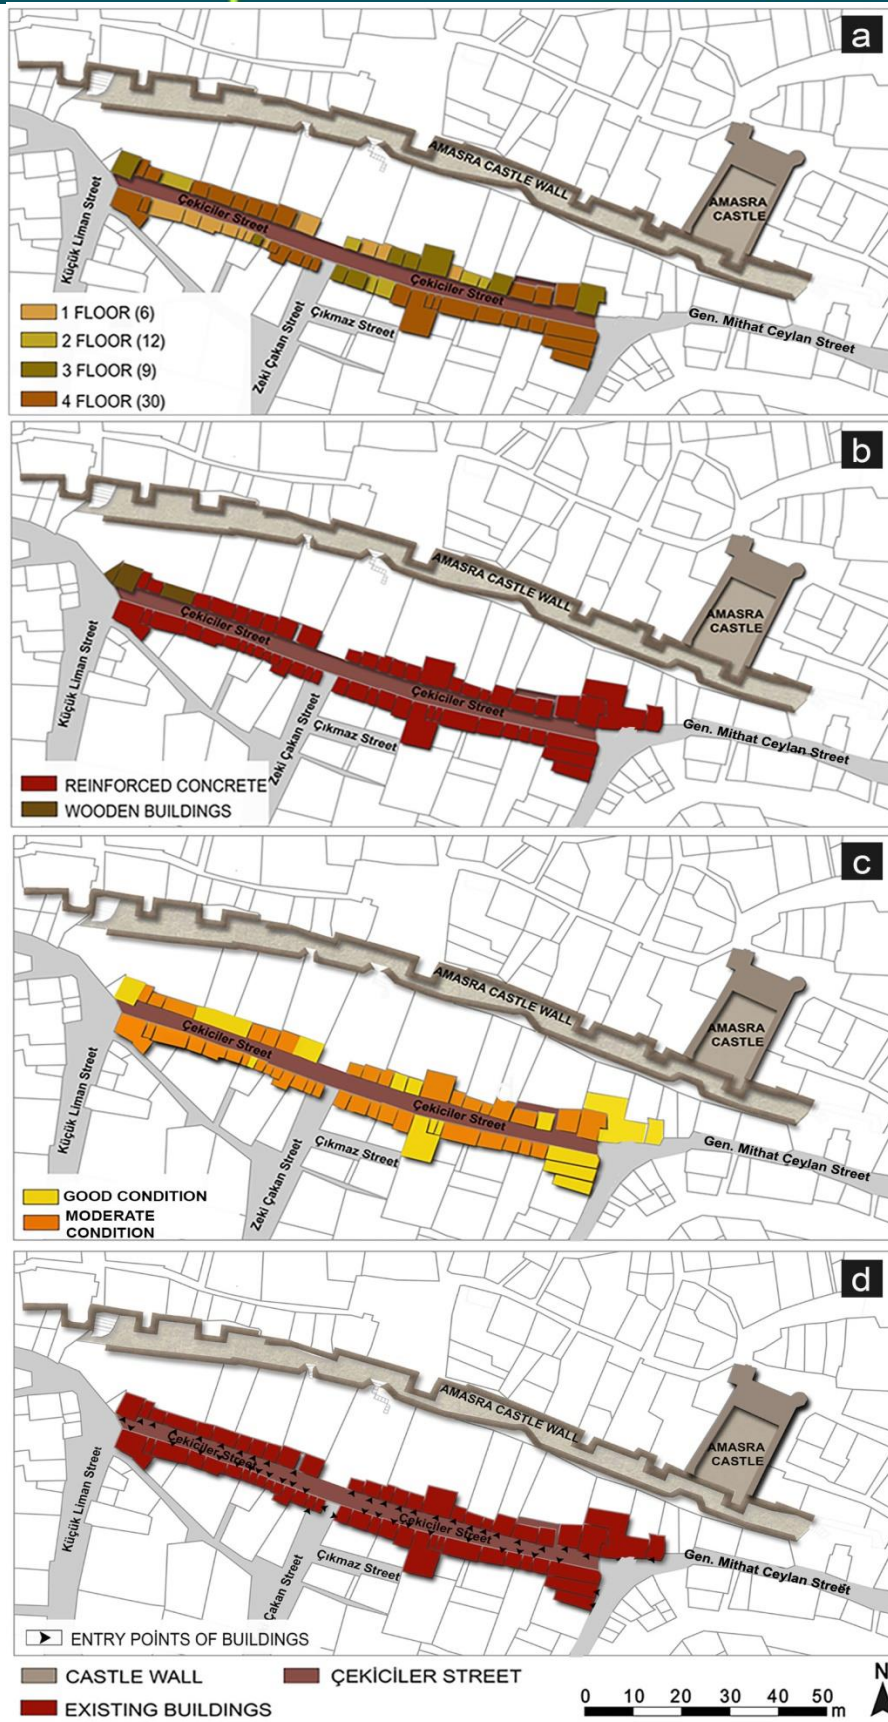 a
AMASRA CASTLE WALL
AMASRA
CASTLE
Küçük Liman Street
Çekiciler Street
Çekiciler Street
Zeki Çakan Street
Çıkmaz Street
Gen. Mithat Ceylan Street
1 FLOOR (6)
2 FLOOR (12)
3 FLOOR (9)
4 FLOOR (30)
b
AMASRA CASTLE WALL
AMASRA
CASTLE
Küçük Liman Street
Çekiciler Street
Çekiciler Street
Zeki Çakan Street
Çıkmaz Street
Gen. Mithat Ceylan Street
REINFORCED CONCRETE
WOODEN BUILDINGS
c
AMASRA CASTLE WALL
AMASRA
CASTLE
Küçük Liman Street
Çekiciler Street
Çekiciler Street
Zeki Çakan Street
Çıkmaz Street
Gen. Mithat Ceylan Street
GOOD CONDITION
MODERATE
CONDITION
d
AMASRA CASTLE WALL
AMASRA
CASTLE
Küçük Liman Street
Çekiciler Street
Çekiciler Street
Çakan Street
Çıkmaz Street
Gen. Mithat Ceylan Street
ENTRY POİNTS OF BUILDINGS
CASTLE WALL
ÇEKİCİLER STREET
EXISTING BUILDINGS
0 10 20 30 40 50 m
N